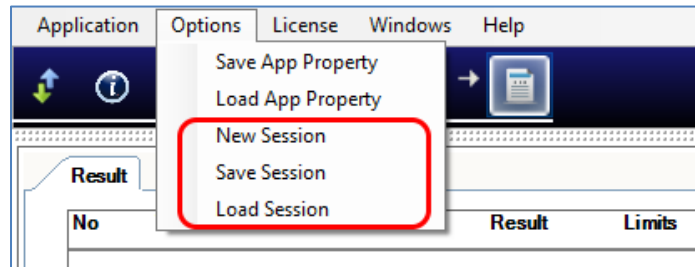 Application Options License Windows Help
Save App Property
Load App Property
New Session
Save Session
Load Session
Result
No Result Limits